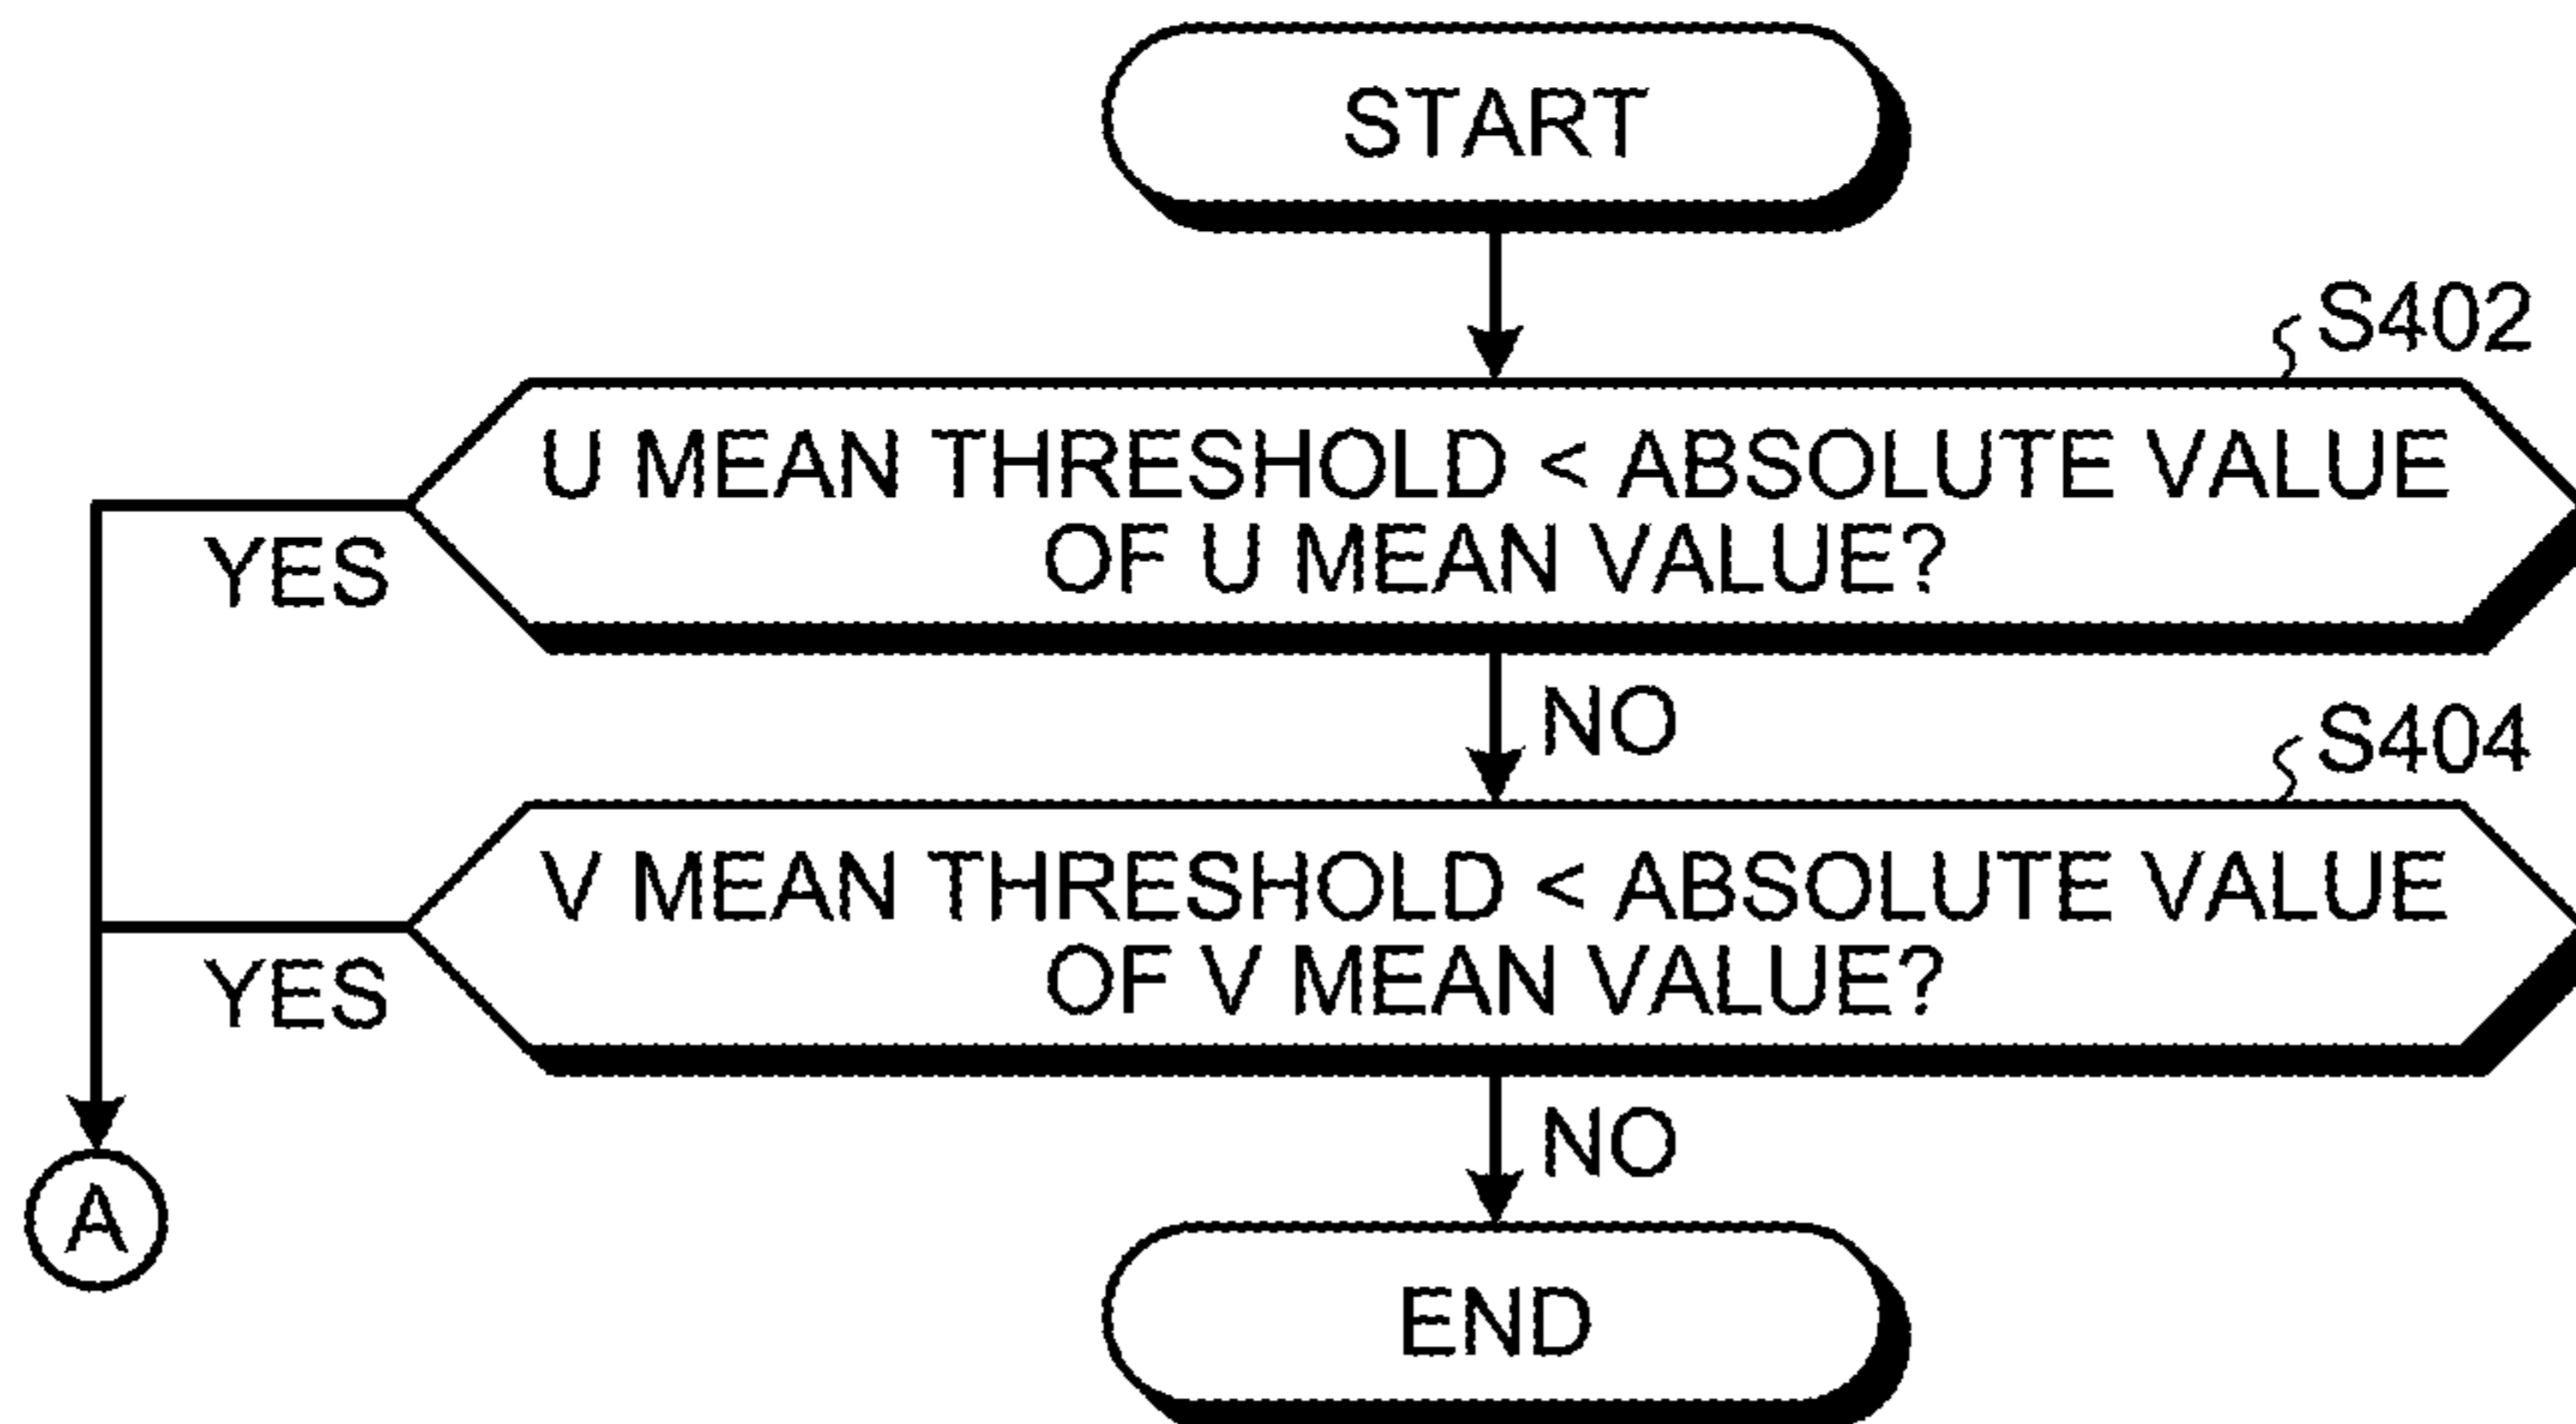 START
S402
U MEAN THRESHOLD < ABSOLUTE VALUE
OF U MEAN VALUE?
YES
NO
S404
V MEAN THRESHOLD < ABSOLUTE VALUE
OF V MEAN VALUE?
YES
NO
A
END